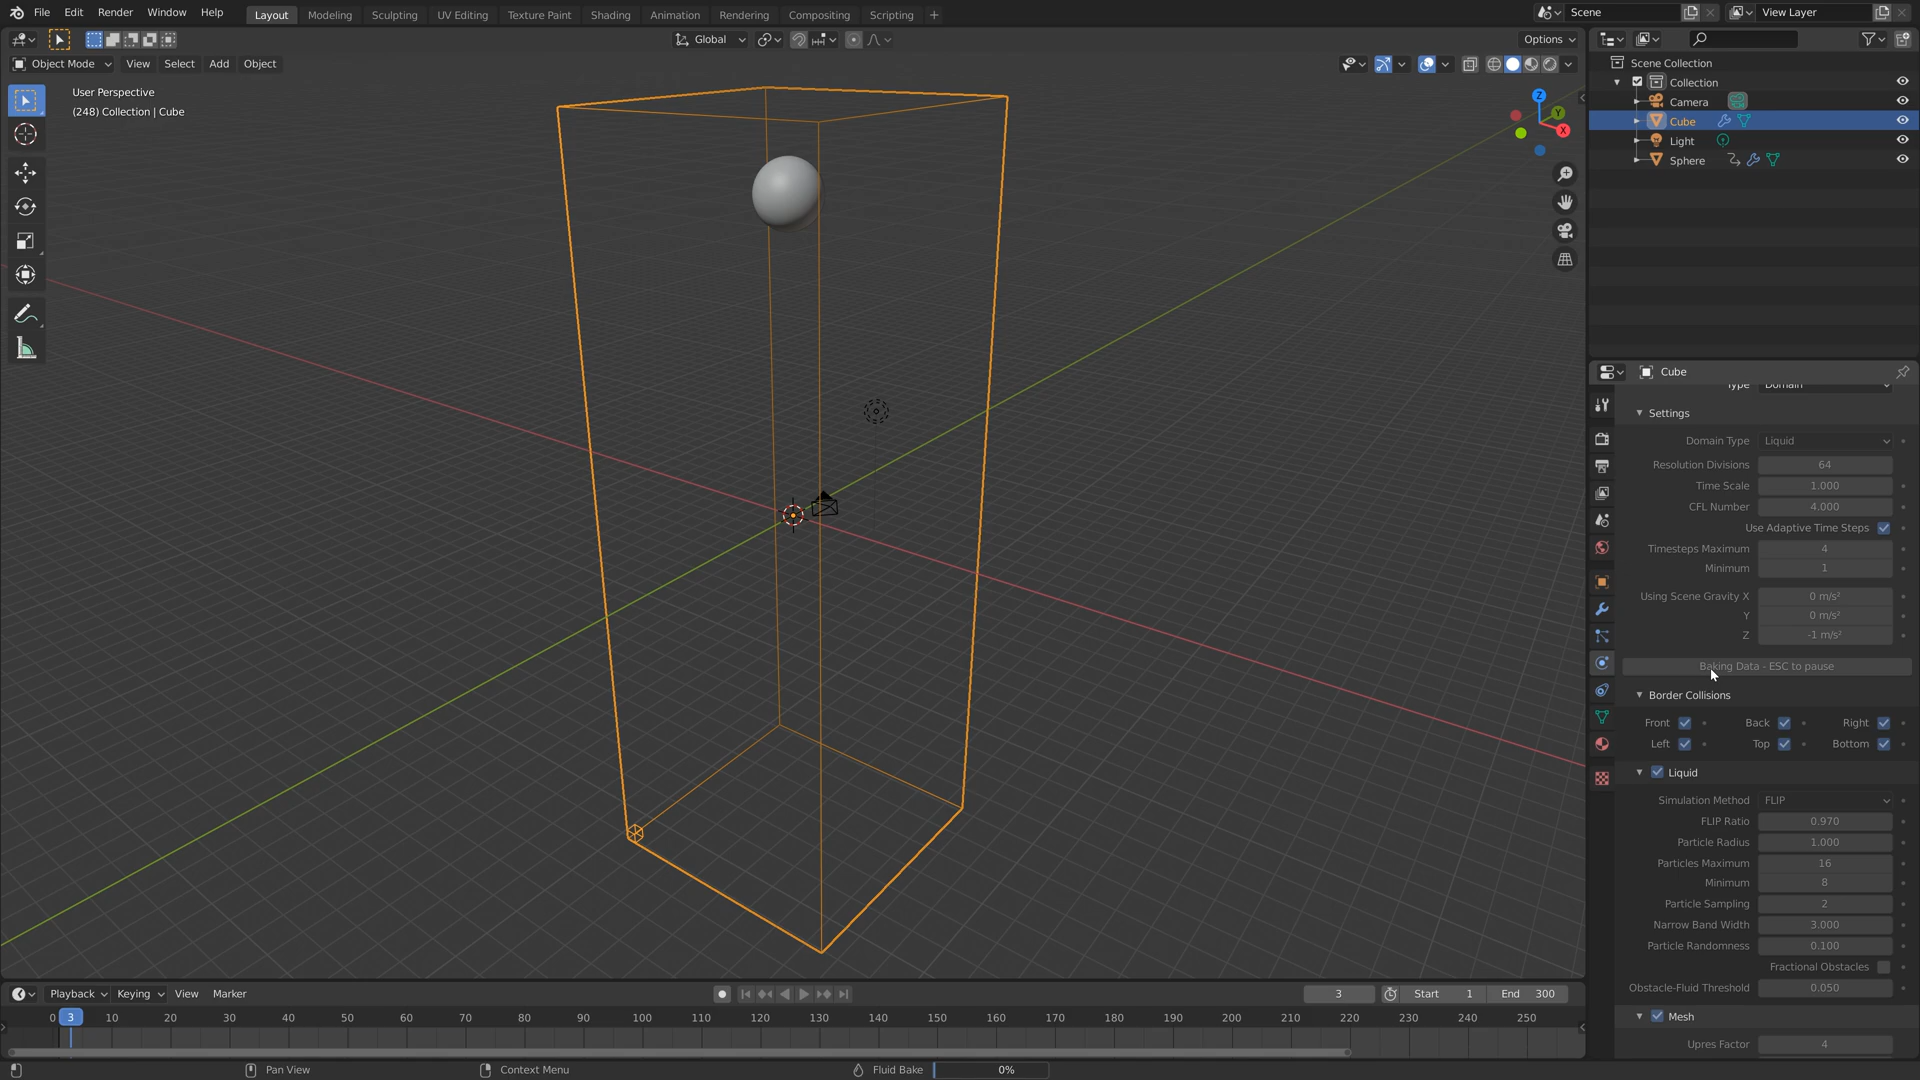 File Edit Render Window Help Layout Modeling Sculpting UV Editing Texture Paint Shading Animation Rendering Compositing Scripting + Scene View Layer
Global Options
Object Mode View Select Add Object
User Perspective
(248) Collection | Cube
Z
Y
X
Scene Collection
Collection
Camera
Cube
Light
Sphere
Cube
Type Domain
Settings
Domain Type Liquid
Resolution Divisions 64
Time Scale 1.000
CFL Number 4.000
Use Adaptive Time Steps
Timesteps Maximum 4
Minimum 1
Using Scene Gravity X 0 m/s²
Y 0 m/s²
Z -1 m/s²
Baking Data - ESC to pause
Border Collisions
Front Back Right
Left Top Bottom
Liquid
Simulation Method FLIP
FLIP Ratio 0.970
Particle Radius 1.000
Particles Maximum 16
Minimum 8
Particle Sampling 2
Narrow Band Width 3.000
Particle Randomness 0.100
Fractional Obstacles
Obstacle-Fluid Threshold 0.050
Mesh
Upres Factor 4
Playback Keying View Marker 3 Start 1 End 300
0 3 10 20 30 40 50 60 70 80 90 100 110 120 130 140 150 160 170 180 190 200 210 220 230 240 250
Pan View Context Menu Fluid Bake 0%